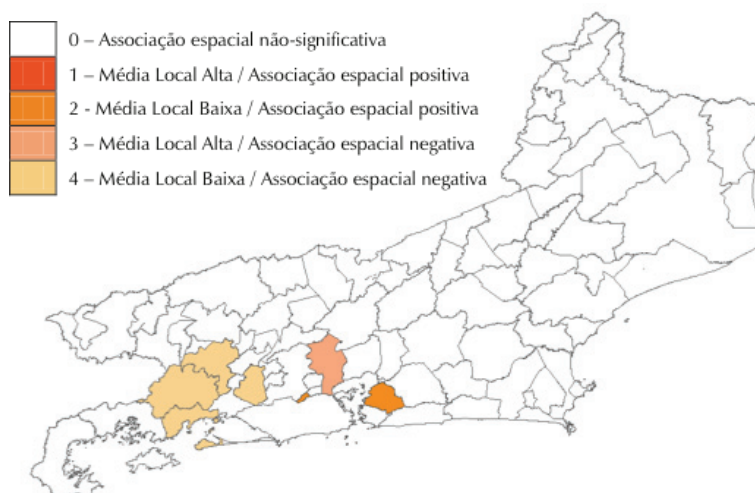 0 – Associação espacial não-significativa
1 – Média Local Alta / Associação espacial positiva
2 - Média Local Baixa / Associação espacial positiva
3 – Média Local Alta / Associação espacial negativa
4 – Média Local Baixa / Associação espacial negativa